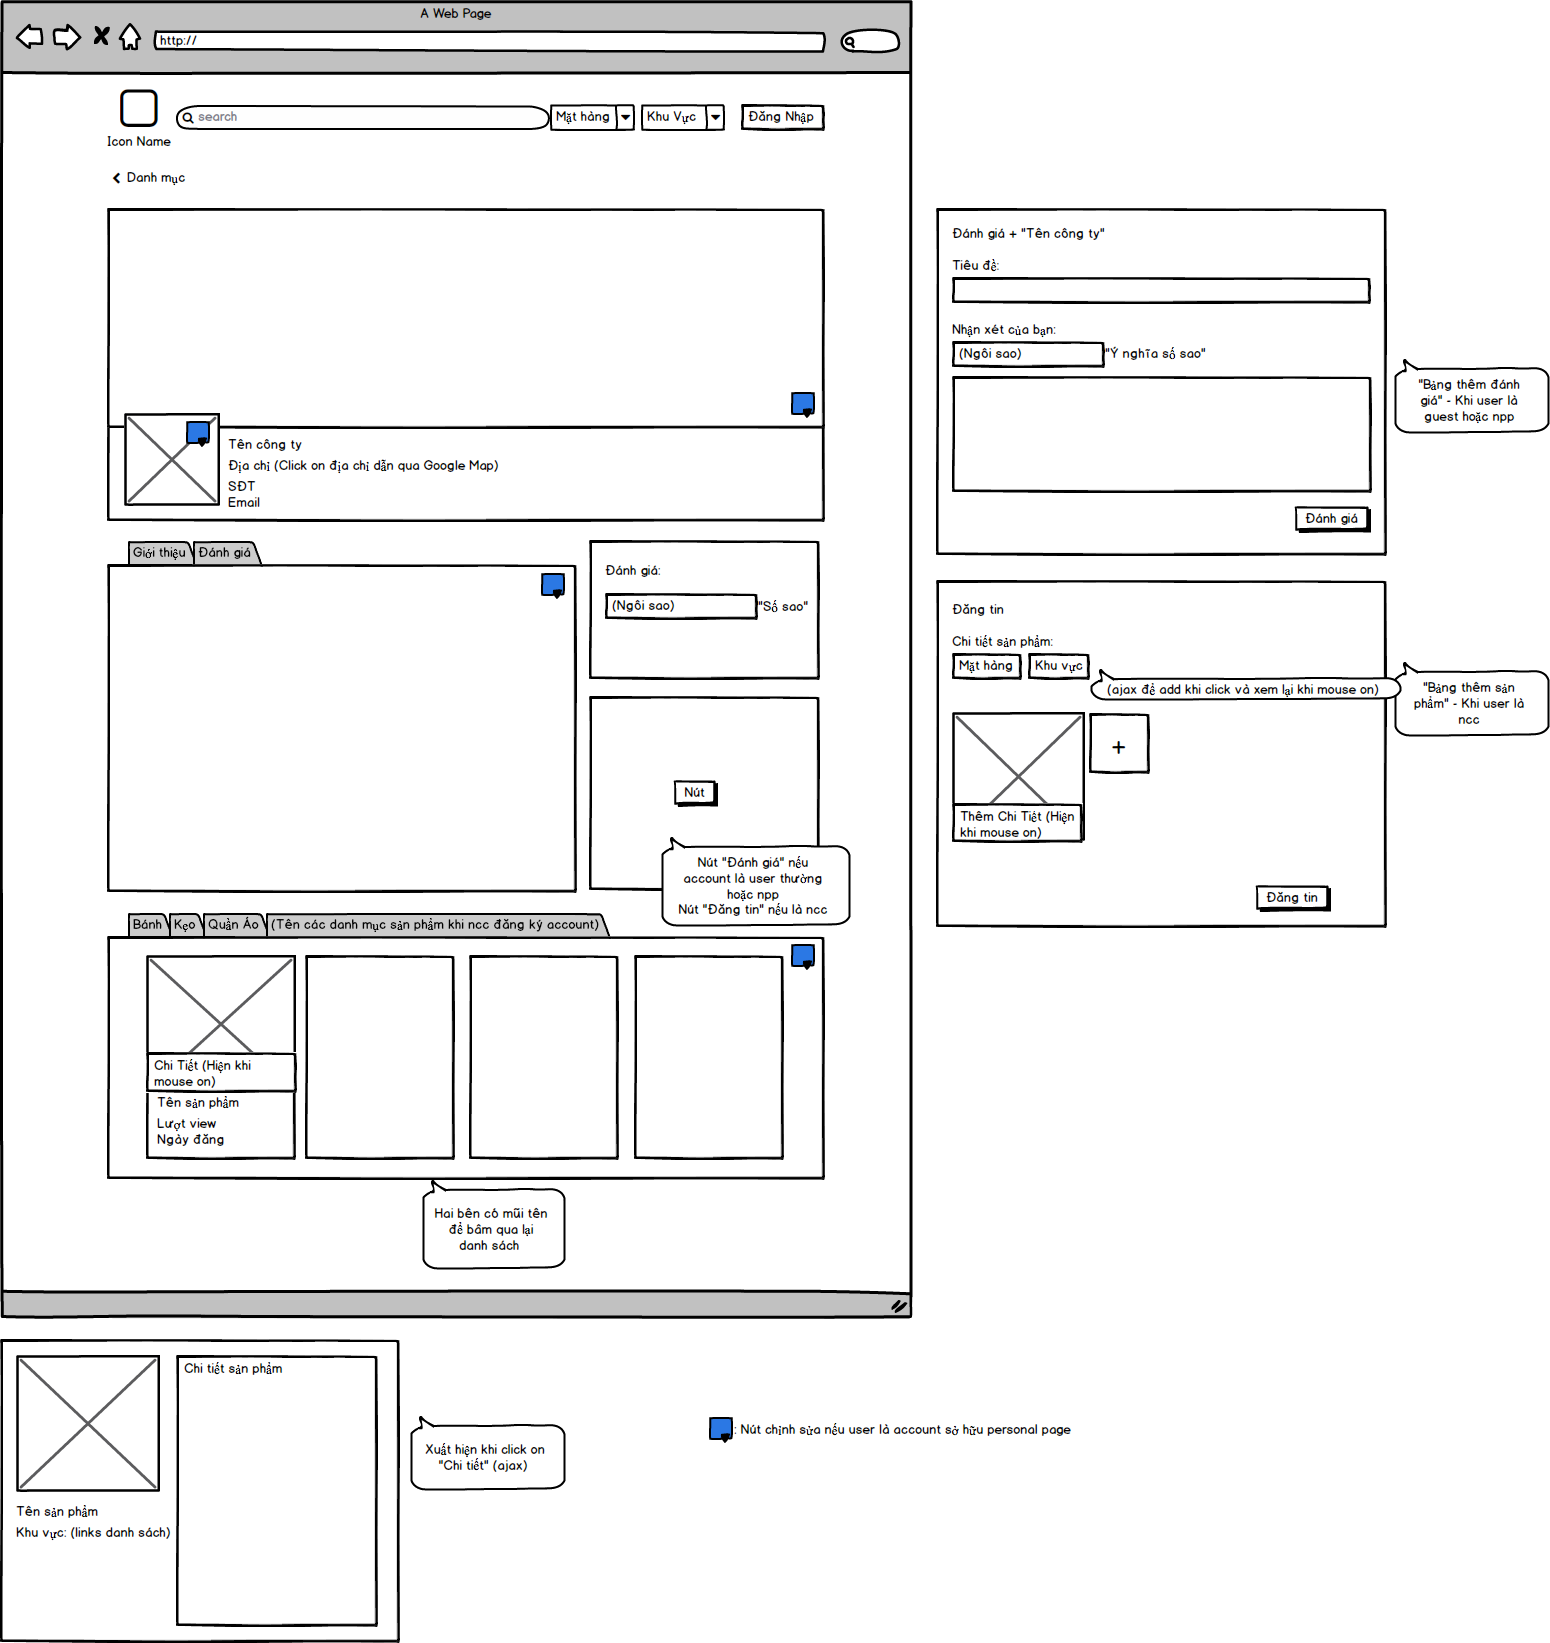 A Web Page
http://
search
Mặt hàng
Khu Vực
Đăng Nhập
Icon Name
Danh mục
Tên công ty
Địa chỉ (Click on địa chỉ dẫn qua Google Map)
SĐT
Email
Giới thiệu
Đánh giá
Đánh giá:
(Ngôi sao)
"Số sao"
Nút
Nút "Đánh giá" nếu
account là user thường
hoặc npp
Nút "Đăng tin" nếu là ncc
Bánh
Kẹo
Quần Áo
(Tên các danh mục sản phẩm khi ncc đăng ký account)
Chi Tiết (Hiện khi
mouse on)
Tên sản phẩm
Lượt view
Ngày đăng
Hai bên có mũi tên
để bâm qua lại
danh sách
Đánh giá + "Tên công ty"
Tiêu đề:
Nhận xét của bạn:
(Ngôi sao)
"Ý nghĩa số sao"
Đánh giá
"Bảng thêm đánh
giá" - Khi user là
guest hoặc npp
Đăng tin
Chi tiết sản phẩm:
Mặt hàng
Khu vực
(ajax để add khi click và xem lại khi mouse on)
+
Thêm Chi Tiết (Hiện
khi mouse on)
Đăng tin
"Bảng thêm sản
phẩm" - Khi user là
ncc
Chi tiết sản phẩm
Tên sản phẩm
Khu vực: (links danh sách)
Xuất hiện khi click on
"Chi tiết" (ajax)
: Nút chỉnh sửa nếu user là account sở hữu personal page